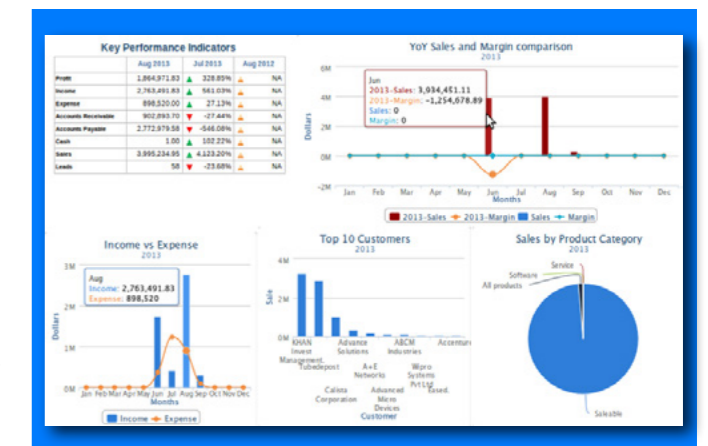 Key Performance Indicators
Aug 2013 Jul 2013 Aug 2012
Profit 1,864,971.83 328.85% NA
Income 2,763,491.83 561.03% NA
Expense 898,520.00 27.13% NA
Accounts Receivable 902,893.70 -27.44% NA
Accounts Payable 2,772,979.58 -546.08% NA
Cash 1.00 102.22% NA
Sales 3,995,234.95 4,123.20% NA
Leads 58 -23.68% NA
YoY Sales and Margin comparison
2013
Dollars
6M
2M
0M
-2M
Jun
2013-Sales: 3,934,451.11
2013-Margin: -1,254,678.89
Sales: 0
Margin: 0
Jan Feb Mar Apr May Jun Jul Aug Sep Oct Nov Dec
Months
2013-Sales 2013-Margin Sales Margin
Income vs Expense
2013
Dollars
3M
2M
1M
0M
Aug
Income: 2,763,491.83
Expense: 898,520
Jan Feb Mar Apr May Jun Jul Aug Sep Oct Nov Dec
Months
Income Expense
Top 10 Customers
2013
Sale
4M
2M
0M
KHAN Invest Management.
Tubedepost
Calista Corporation
Advance Solutions
A+E Networks
Advanced Micro Devices
ABCM Industries
Wipro Systems Pvt Ltd
Eased.
Accenture
Customer
Sales by Product Category
2013
Service
Software
All products
Saleable